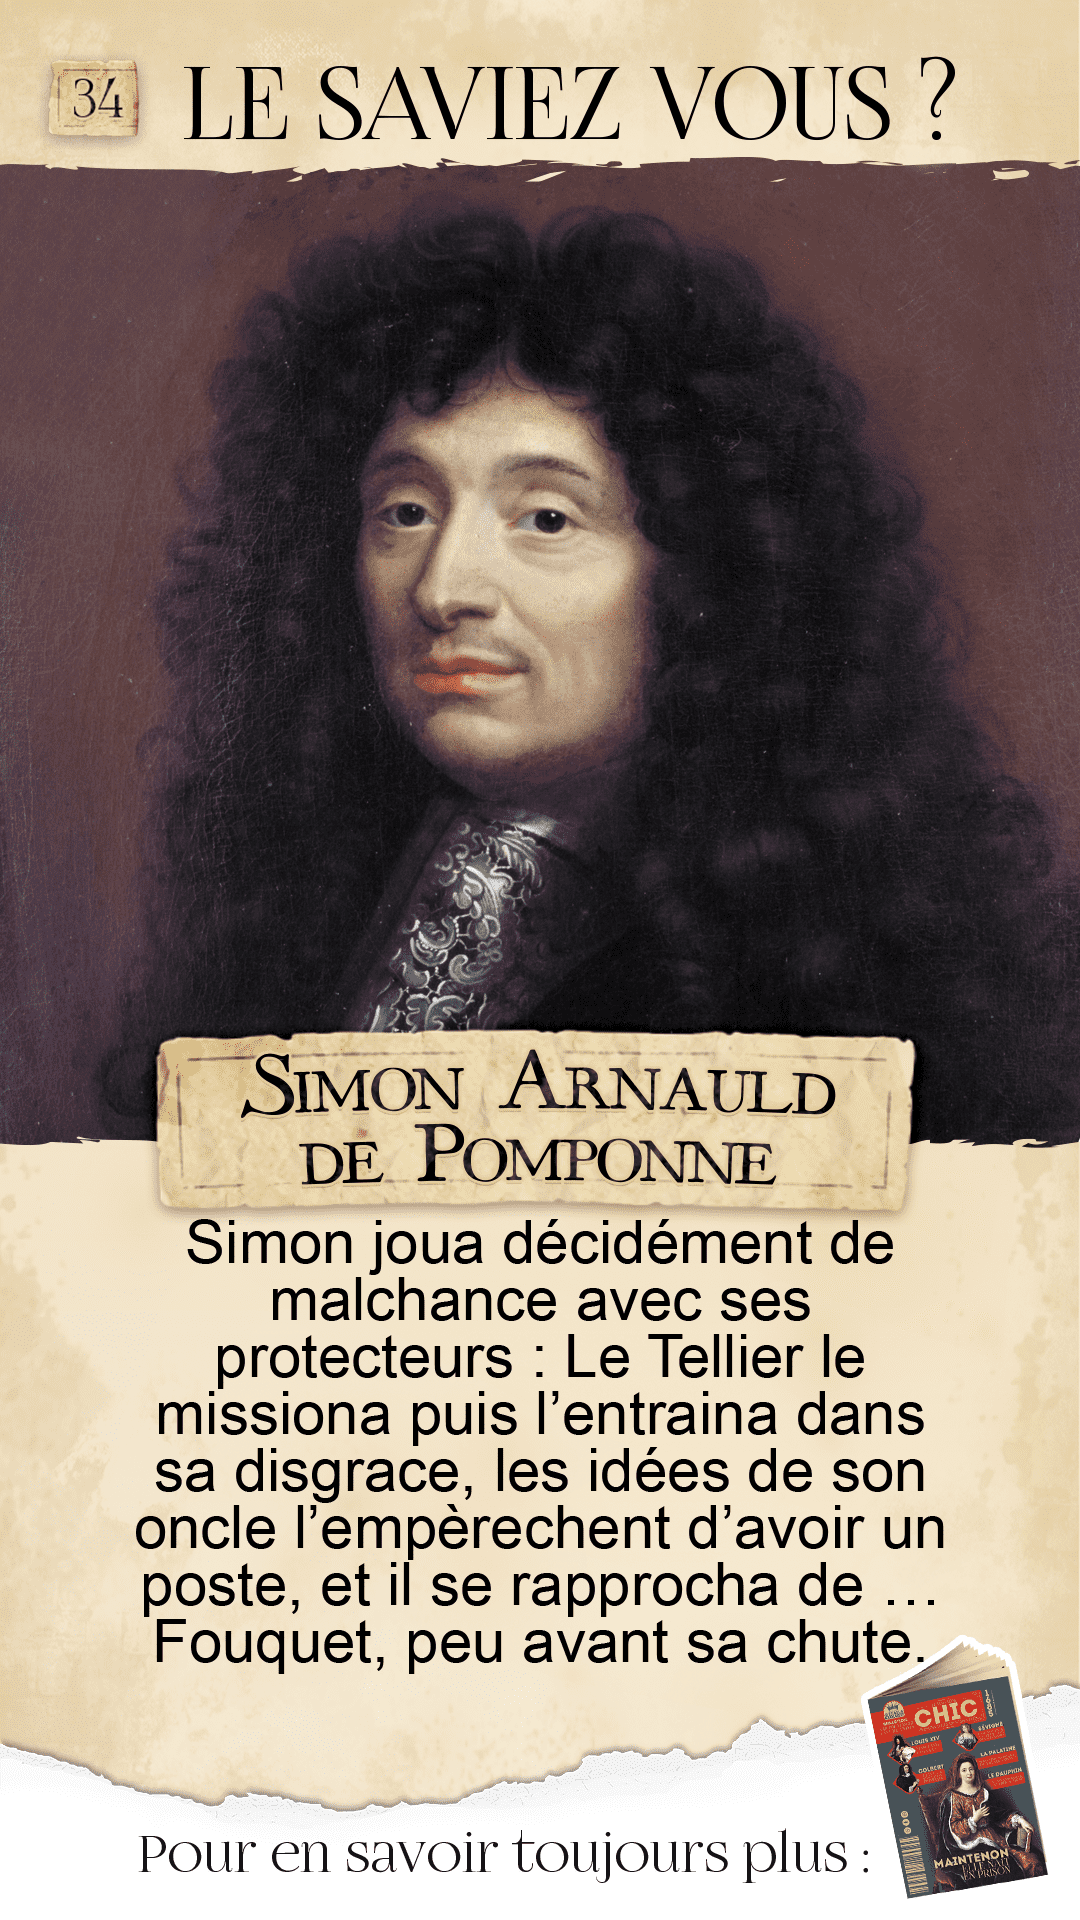 34
LE SAVIEZ VOUS ?
SIMON ARNAULD
DE POMPONNE
Simon joua décidément de
malchance avec ses
protecteurs : Le Tellier le
missiona puis l’entraina dans
sa disgrace, les idées de son
oncle l’empèrechent d’avoir un
poste, et il se rapprocha de …
Fouquet, peu avant sa chute.
CHIC
LOUIS XIV
SÉVIGNÉ
COLBERT
LA PALATINE
LE DAUPHIN
MAINTENON
EN PRISON
Pour en savoir toujours plus :